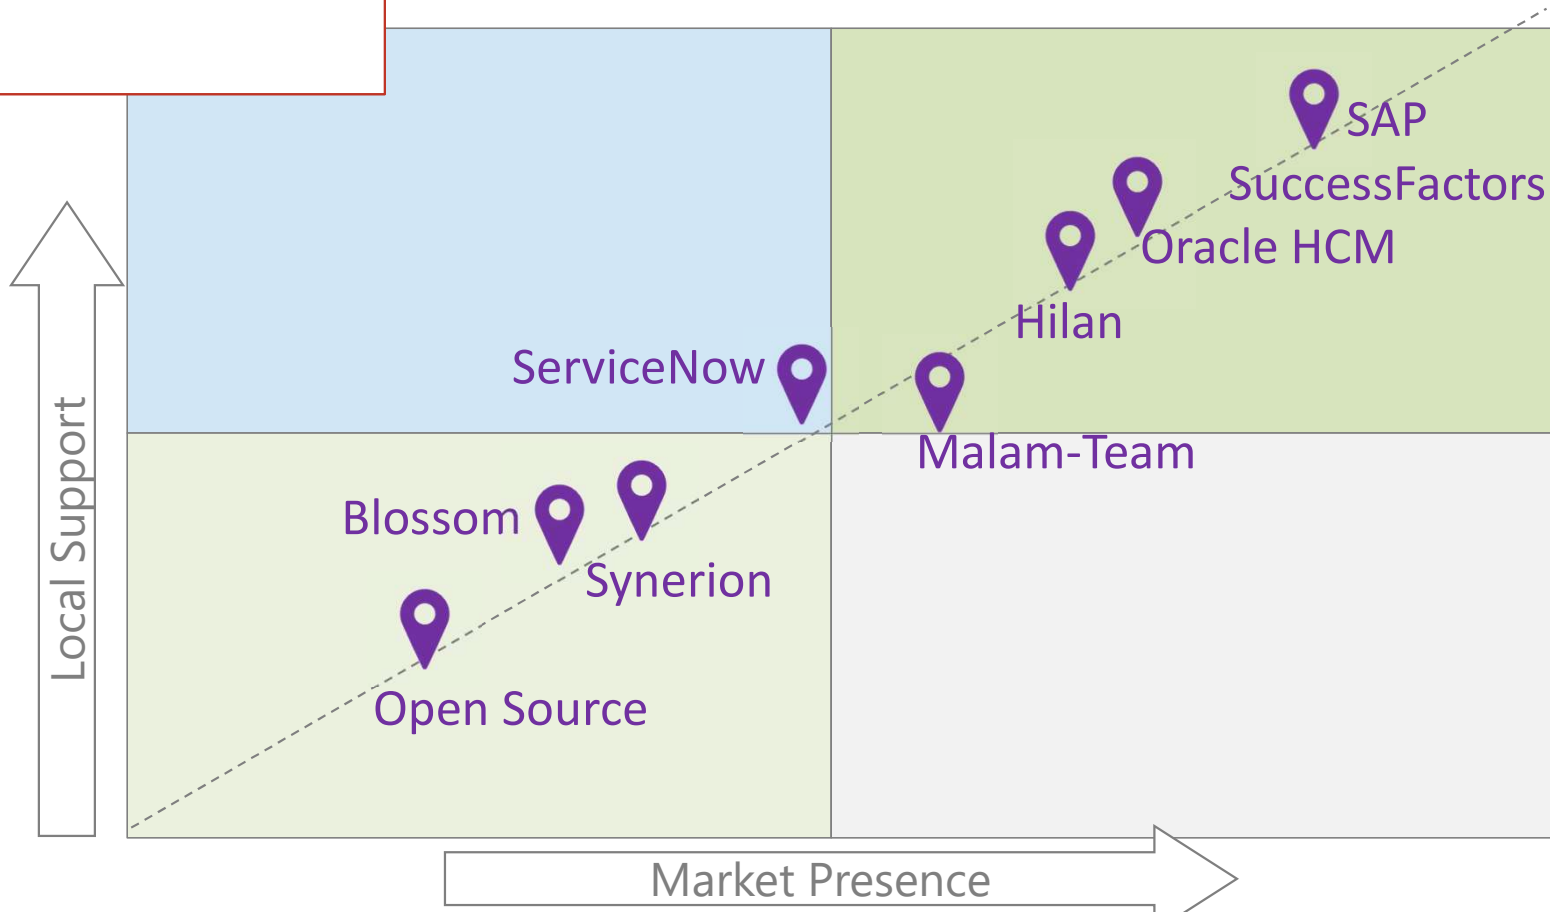 SAP
SuccessFactors
Oracle HCM
Hilan
ServiceNow
Malam-Team
Blossom
Synerion
Open Source
Local Support
Market Presence